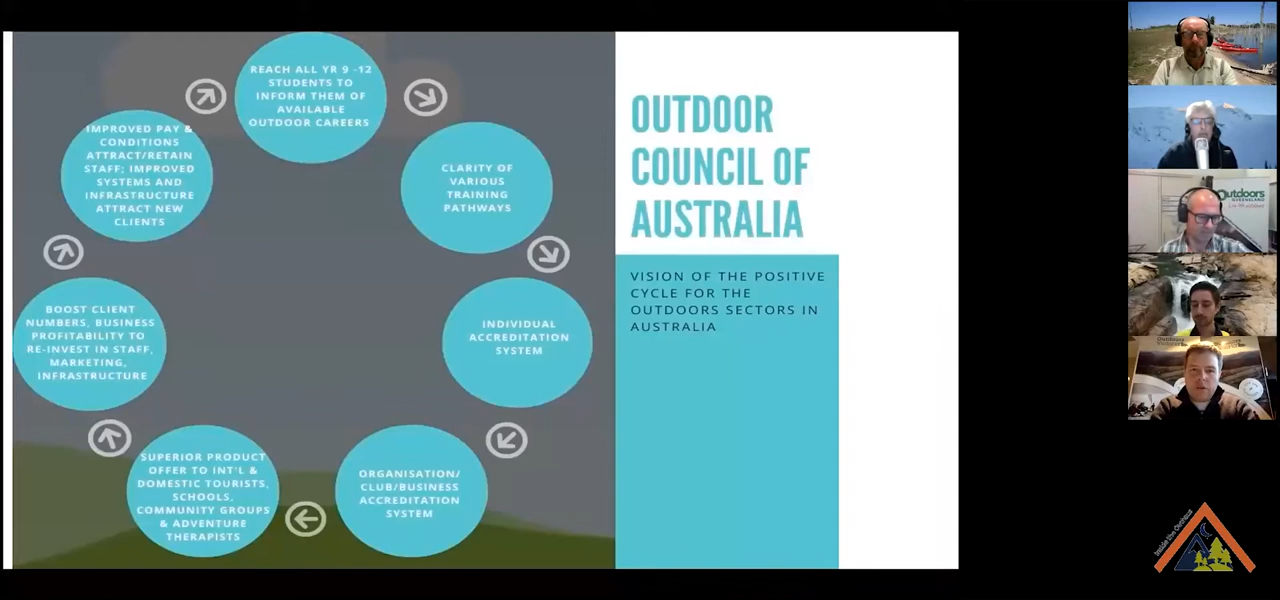 REACH ALL YR 9 -12
STUDENTS TO
INFORM THEM OF
AVAILABLE
OUTDOOR CAREERS
CLARITY OF
VARIOUS
TRAINING
PATHWAYS
INDIVIDUAL
ACCREDITATION
SYSTEM
ORGANISATION/
CLUB/BUSINESS
ACCREDITATION
SYSTEM
SUPERIOR PRODUCT
OFFER TO INT'L &
DOMESTIC TOURISTS,
SCHOOLS,
COMMUNITY GROUPS
& ADVENTURE
THERAPISTS
BOOST CLIENT
NUMBERS, BUSINESS
PROFITABILITY TO
RE-INVEST IN STAFF,
MARKETING,
INFRASTRUCTURE
IMPROVED PAY &
CONDITIONS
ATTRACT/RETAIN
STAFF; IMPROVED
SYSTEMS AND
INFRASTRUCTURE
ATTRACT NEW
CLIENTS
OUTDOOR
COUNCIL OF
AUSTRALIA
VISION OF THE POSITIVE
CYCLE FOR THE
OUTDOORS SECTORS IN
AUSTRALIA
Outdoors
QUEENSLAND
Outdoors
Inside the